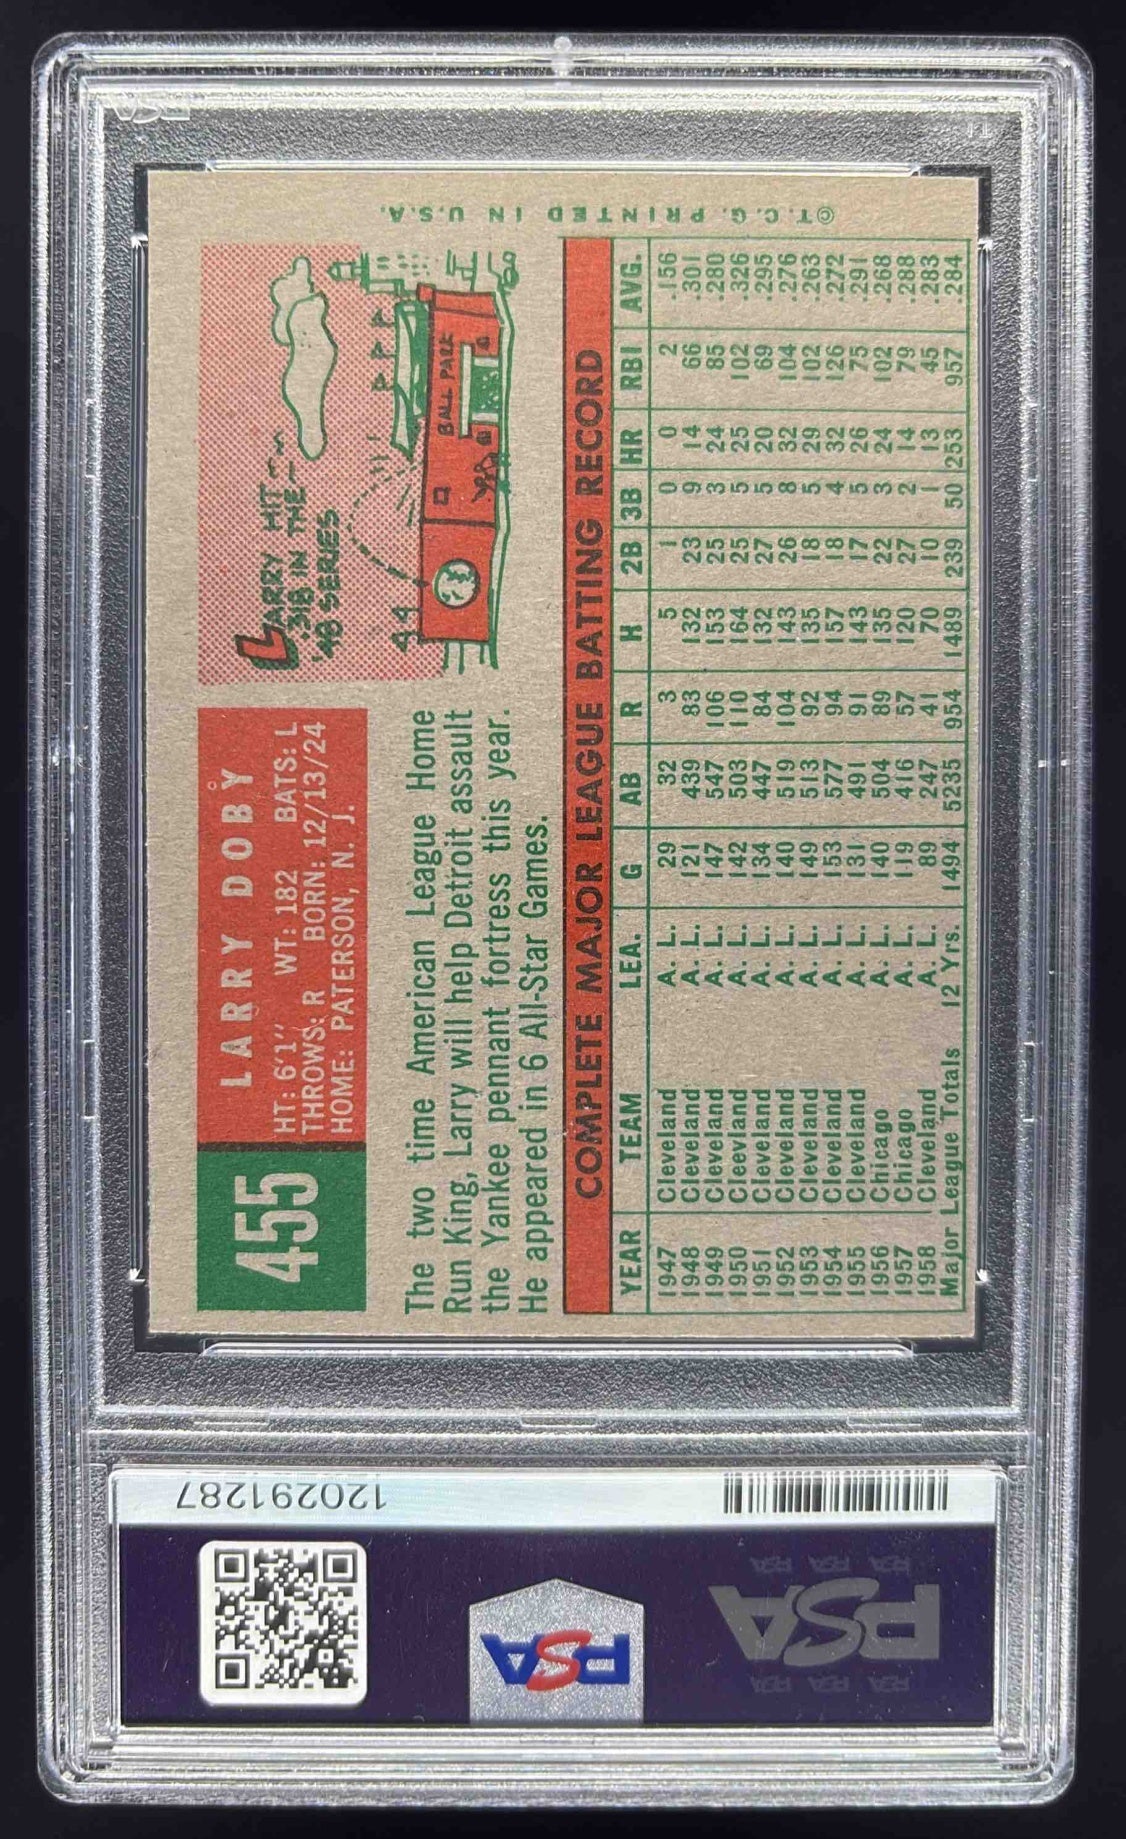 455
LARRY DOBY
HT: 6'1" WT: 182 BATS: L
THROWS: R BORN: 12/13/24
HOME: PATERSON, N. J.
LARRY HIT
.318 IN THE
'48 SERIES
44
BALL PARK
The two time American League Home
Run King, Larry will help Detroit assault
the Yankee pennant fortress this year.
He appeared in 6 All-Star Games.
COMPLETE MAJOR LEAGUE BATTING RECORD
YEAR TEAM LEA. G AB R H 2B 3B HR RBI AVG.
1947 Cleveland A. L. 29 32 3 5 1 0 0 2 .156
1948 Cleveland A. L. 121 439 83 132 23 9 14 66 .301
1949 Cleveland A. L. 147 547 106 153 25 3 24 85 .280
1950 Cleeveland A. L. 142 503 110 164 25 5 25 102 .326
1951 Cleveland A. L. 134 447 84 132 27 5 20 69 .295
1952 Cleveland A. L. 140 519 104 143 26 8 32 104 .276
1953 Cleveland A. L. 149 513 92 135 18 5 29 102 .263
1954 Cleveland A. L. 153 577 94 157 18 4 32 126 .272
1955 Cleveland A. L. 131 491 91 143 17 5 26 75 .291
1956 Chicago A. L. 140 504 89 135 22 3 24 102 .268
1957 Chicago A. L. 119 416 57 120 27 2 14 79 .288
1958 Cleveland A. L. 89 247 41 70 10 1 13 45 .283
Major League Totals 12 Yrs. 1494 5235 954 1489 239 50 253 957 .284
©T.C.G. PRINTED IN U.S.A.
120291287
PSA
PSA
PSA PSA PSA
PSA PSA PSA